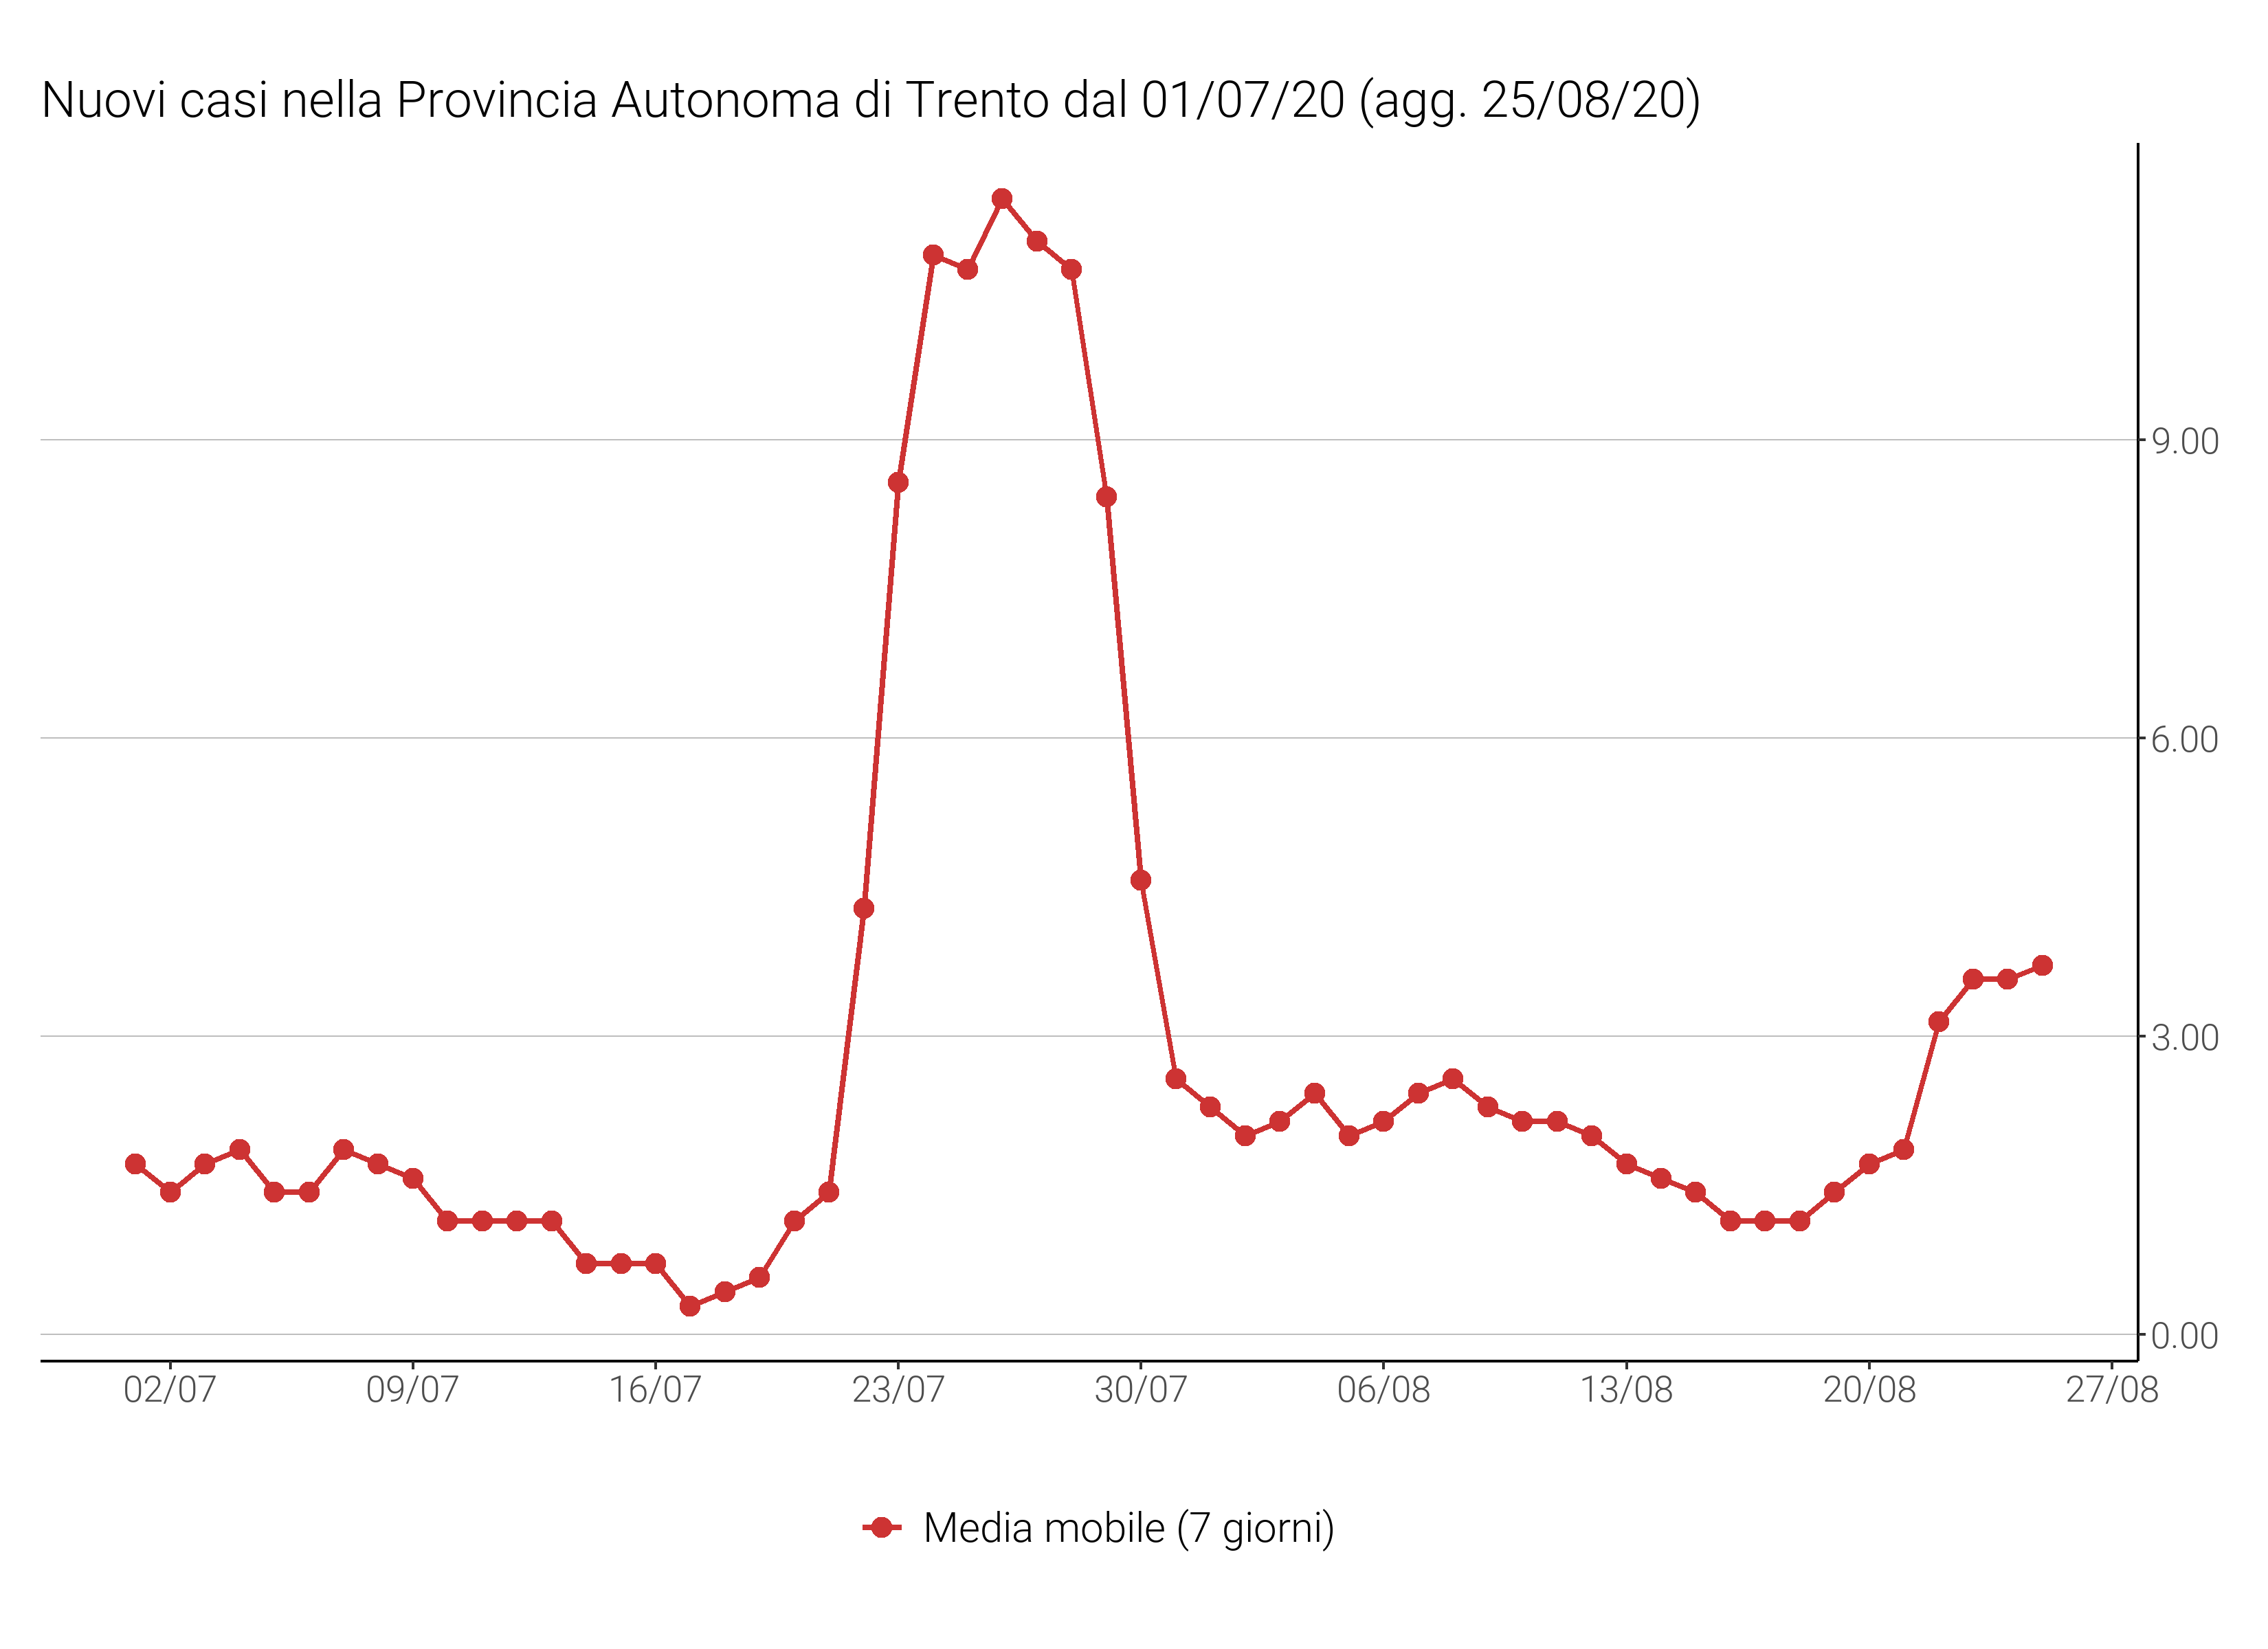 Nuovi casi nella Provincia Autonoma di Trento dal 01/07/20 (agg. 25/08/20)
9.00
6.00
3.00
0.00
02/07 09/07 16/07 23/07 30/07 06/08 13/08 20/08 27/08
Media mobile (7 giorni)